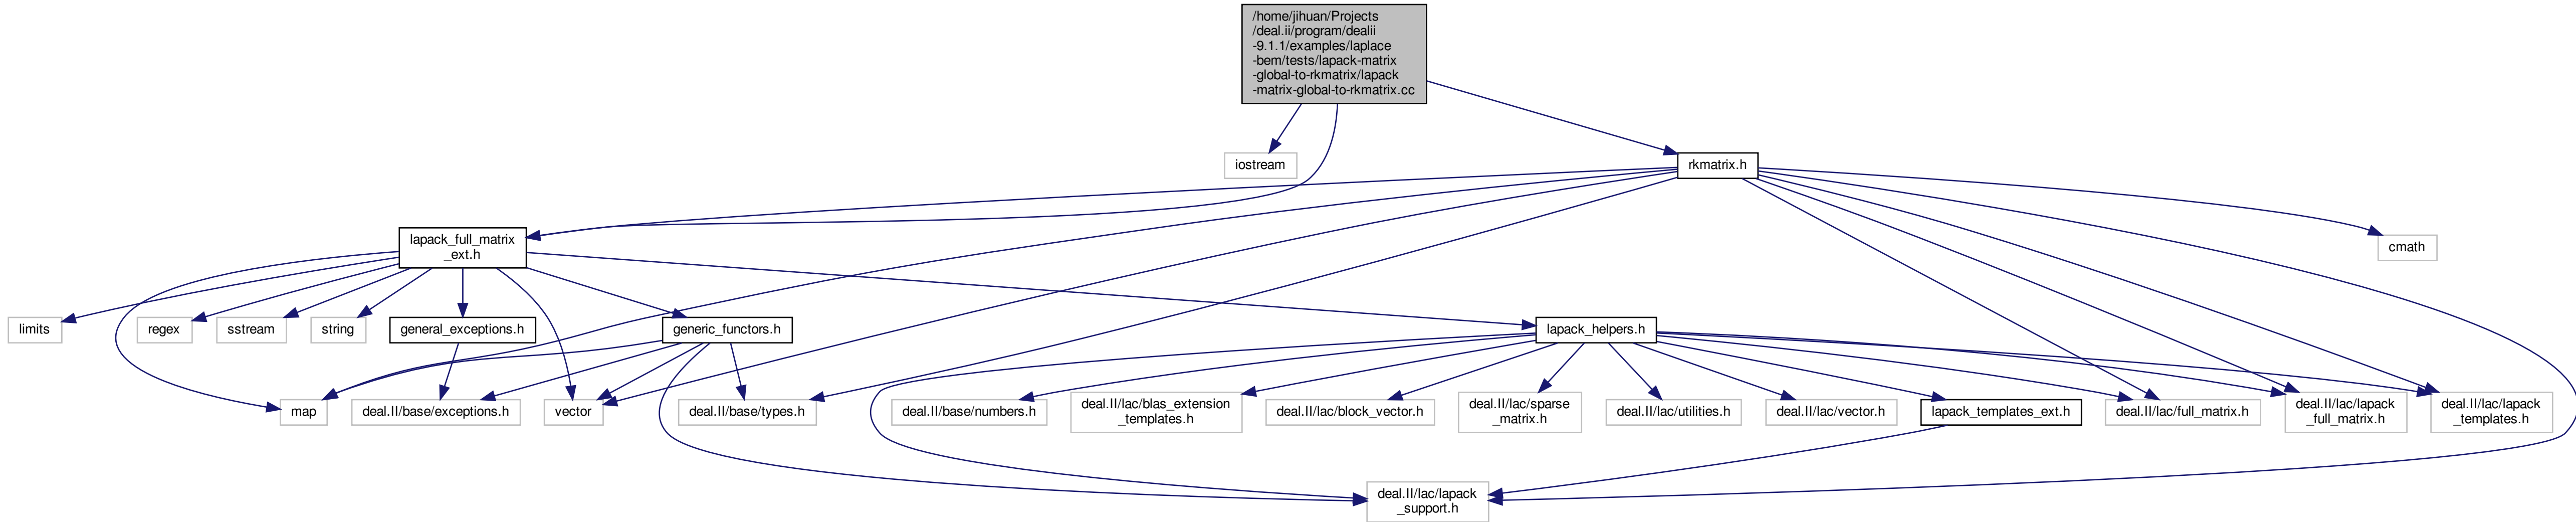 /home/jihuan/Projects
/deal.ii/program/dealii
-9.1.1/examples/laplace
-bem/tests/lapack-matrix
-global-to-rkmatrix/lapack
-matrix-global-to-rkmatrix.cc
iostream
rkmatrix.h
lapack_full_matrix
_ext.h
cmath
limits
regex
sstream
string
general_exceptions.h
generic_functors.h
lapack_helpers.h
map
deal.II/base/exceptions.h
vector
deal.II/base/types.h
deal.II/base/numbers.h
deal.II/lac/blas_extension
_templates.h
deal.II/lac/block_vector.h
deal.II/lac/sparse
_matrix.h
deal.II/lac/utilities.h
deal.II/lac/vector.h
lapack_templates_ext.h
deal.II/lac/full_matrix.h
deal.II/lac/lapack
_full_matrix.h
deal.II/lac/lapack
_templates.h
deal.II/lac/lapack
_support.h